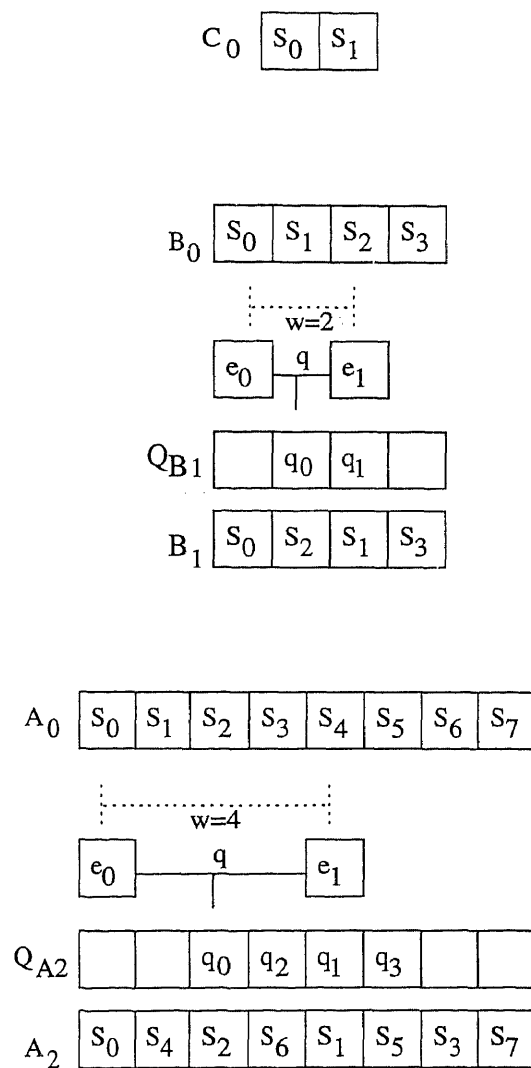 C0 S0 S1
B0 S0 S1 S2 S3
w=2
e0 q e1
QB1 q0 q1
B1 S0 S2 S1 S3
A0 S0 S1 S2 S3 S4 S5 S6 S7
w=4
e0 q e1
QA2 q0 q2 q1 q3
A2 S0 S4 S2 S6 S1 S5 S3 S7